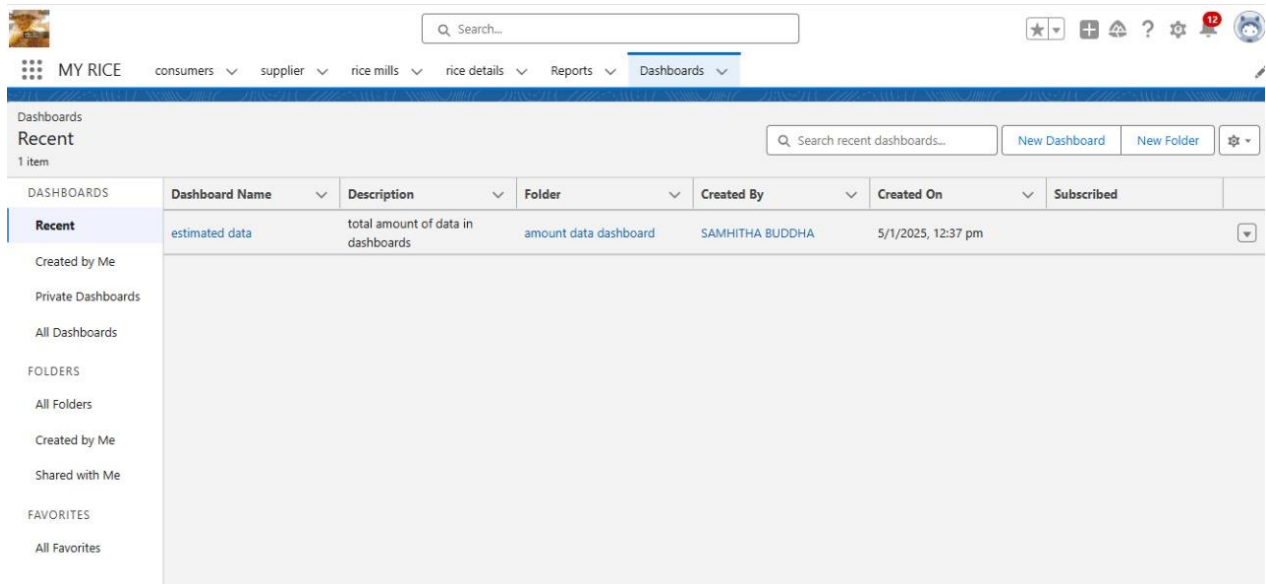 Search...
12
MY RICE consumers supplier rice mills rice details Reports Dashboards
Dashboards
Recent
1 item
Search recent dashboards... New Dashboard New Folder
DASHBOARDS Dashboard Name Description Folder Created By Created On Subscribed
Recent estimated data total amount of data in amount data dashboard SAMHITHA BUDDHA 5/1/2025, 12:37 pm
dashboards
Created by Me
Private Dashboards
All Dashboards
FOLDERS
All Folders
Created by Me
Shared with Me
FAVORITES
All Favorites